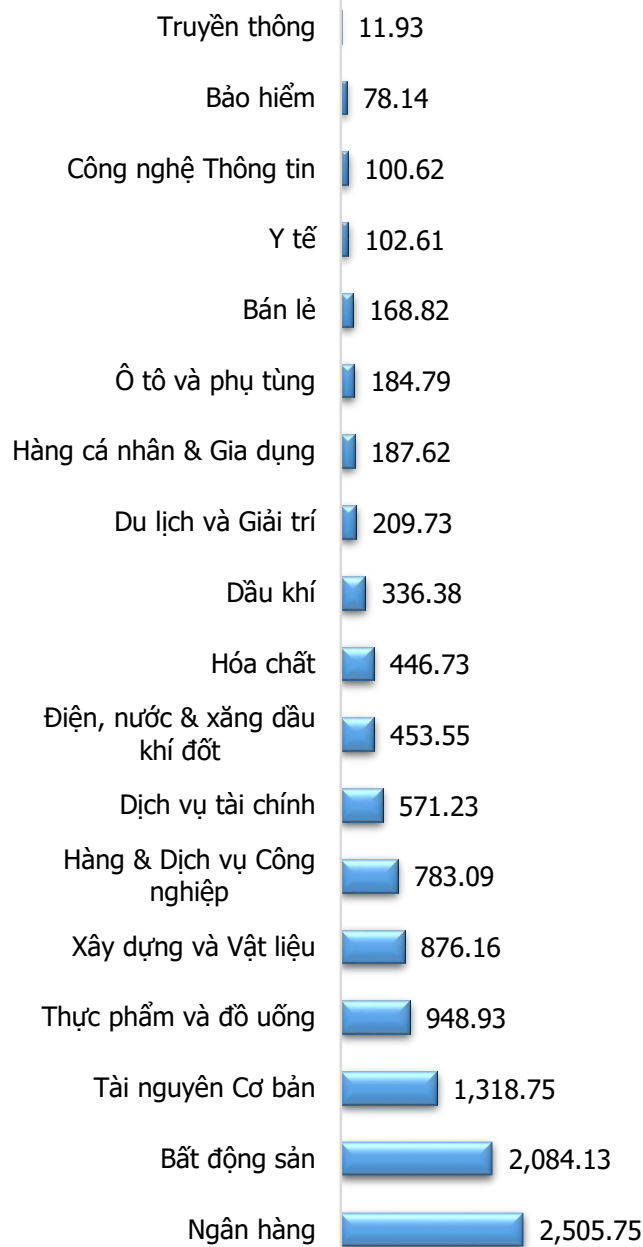 Truyền thông 11.93
Bảo hiểm 78.14
Công nghệ Thông tin 100.62
Y tế 102.61
Bán lẻ 168.82
Ô tô và phụ tùng 184.79
Hàng cá nhân & Gia dụng 187.62
Du lịch và Giải trí 209.73
Dầu khí 336.38
Hóa chất 446.73
Điện, nước & xăng dầu
khí đốt 453.55
Dịch vụ tài chính 571.23
Hàng & Dịch vụ Công
nghiệp 783.09
Xây dựng và Vật liệu 876.16
Thực phẩm và đồ uống 948.93
Tài nguyên Cơ bản 1,318.75
Bất động sản 2,084.13
Ngân hàng 2,505.75